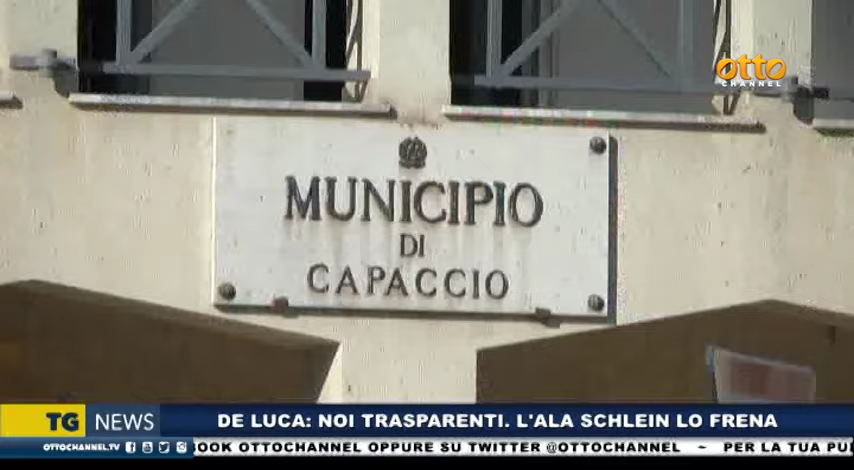 otto
CHANNEL
MUNICIPIO
DI
CAPACCIO
TG NEWS
DE LUCA: NOI TRASPARENTI. L'ALA SCHLEIN LO FRENA
OTTOCHANNEL.TV
OOK OTTOCHANNEL OPPURE SU TWITTER @OTTOCHANNEL ~ PER LA TUA PU